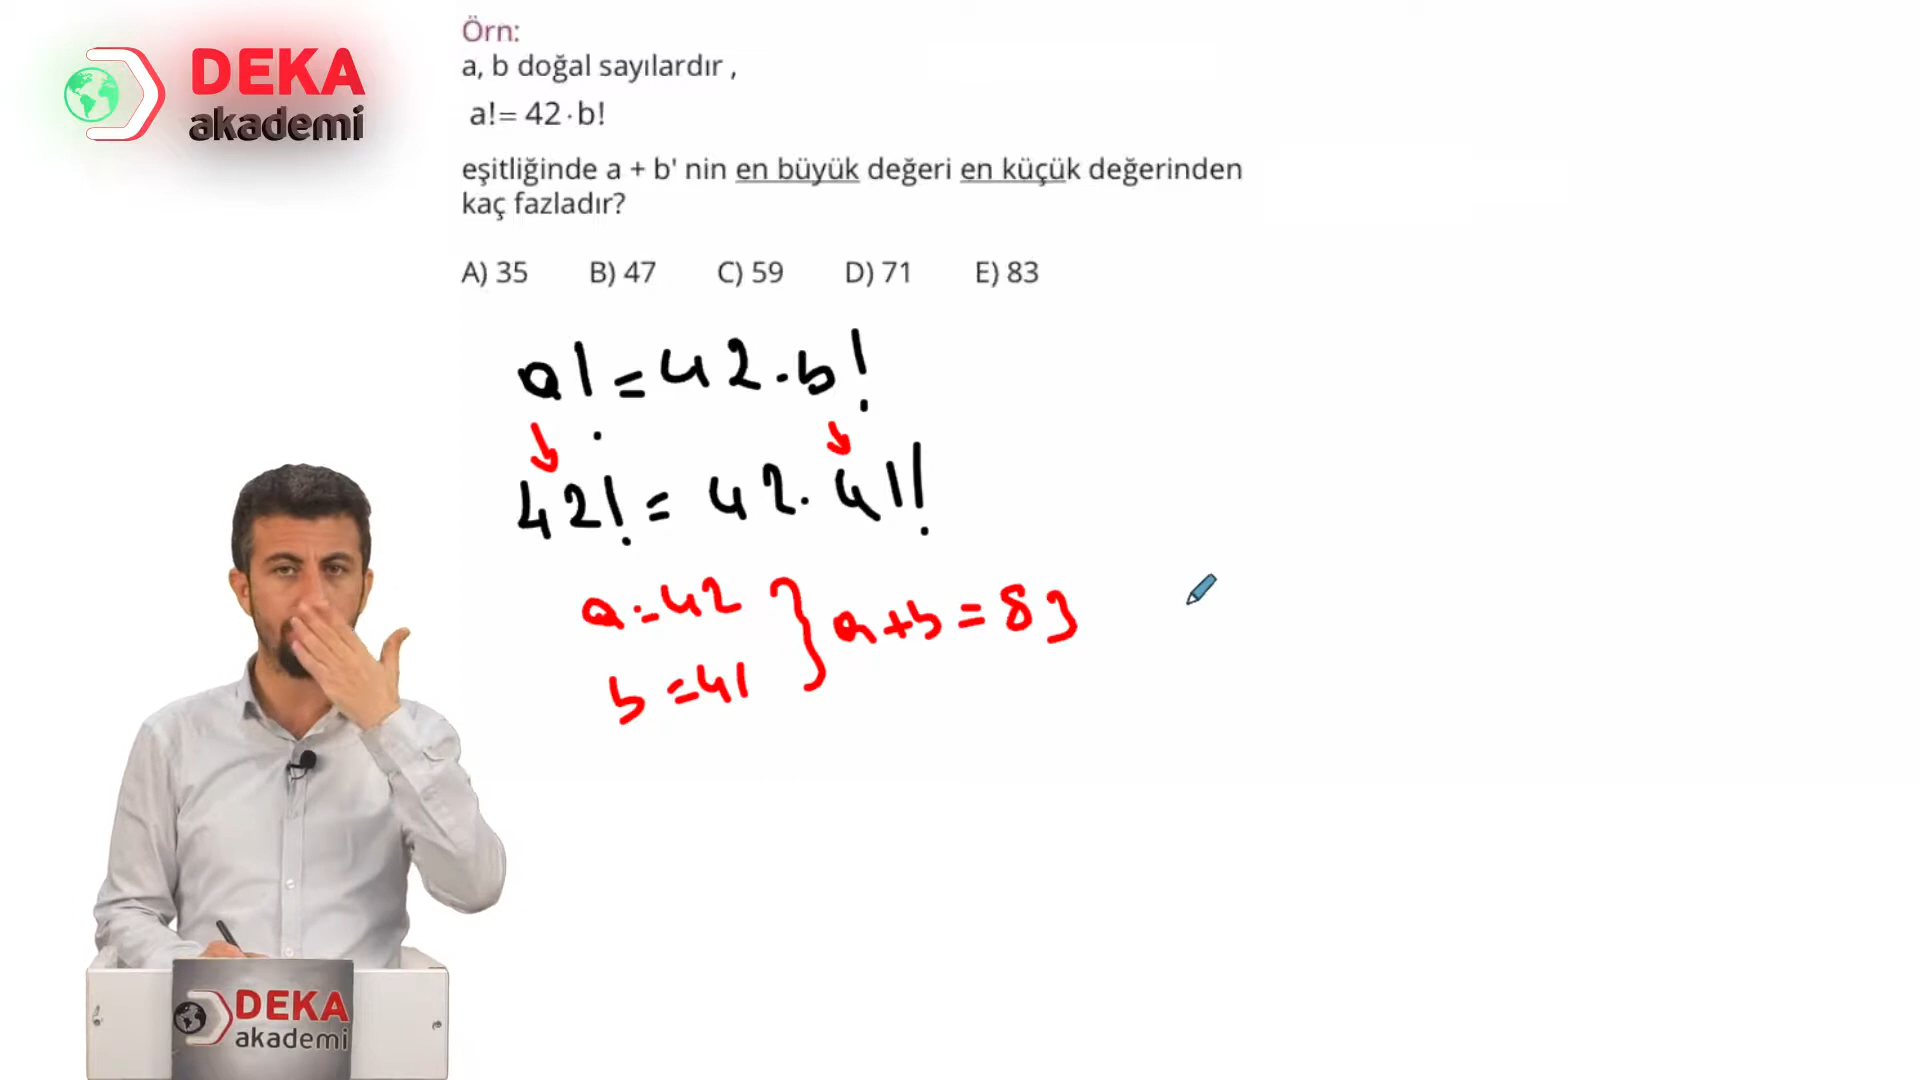 DEKA
akademi
Örn:
a, b doğal sayılardır ,
a!= 42·b!
eşitliğinde a + b' nin en büyük değeri en küçük değerinden
kaç fazladır?
A) 35 B) 47 C) 59 D) 71 E) 83
a! = 42.b!
42! = 42. 41!
a=42
b=41
a+b=83
DEKA
akademi